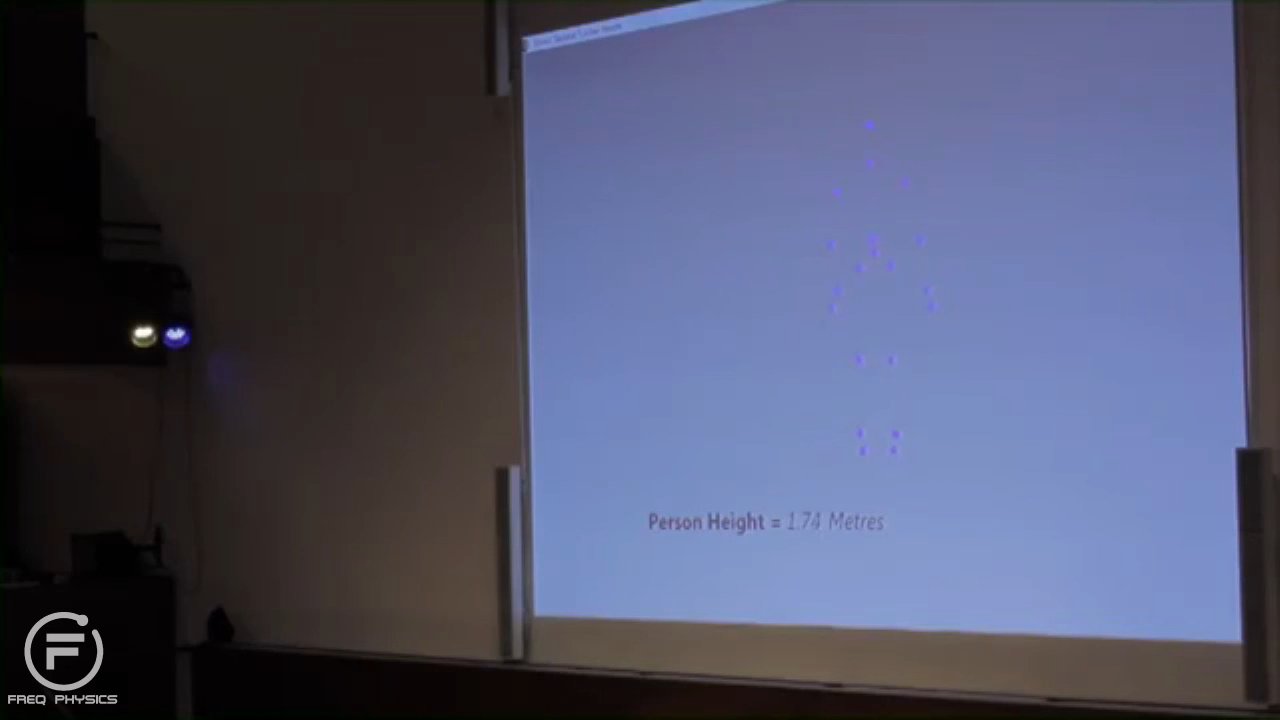 Person Height = 1.74 Metres
F
FREQ PHYSICS